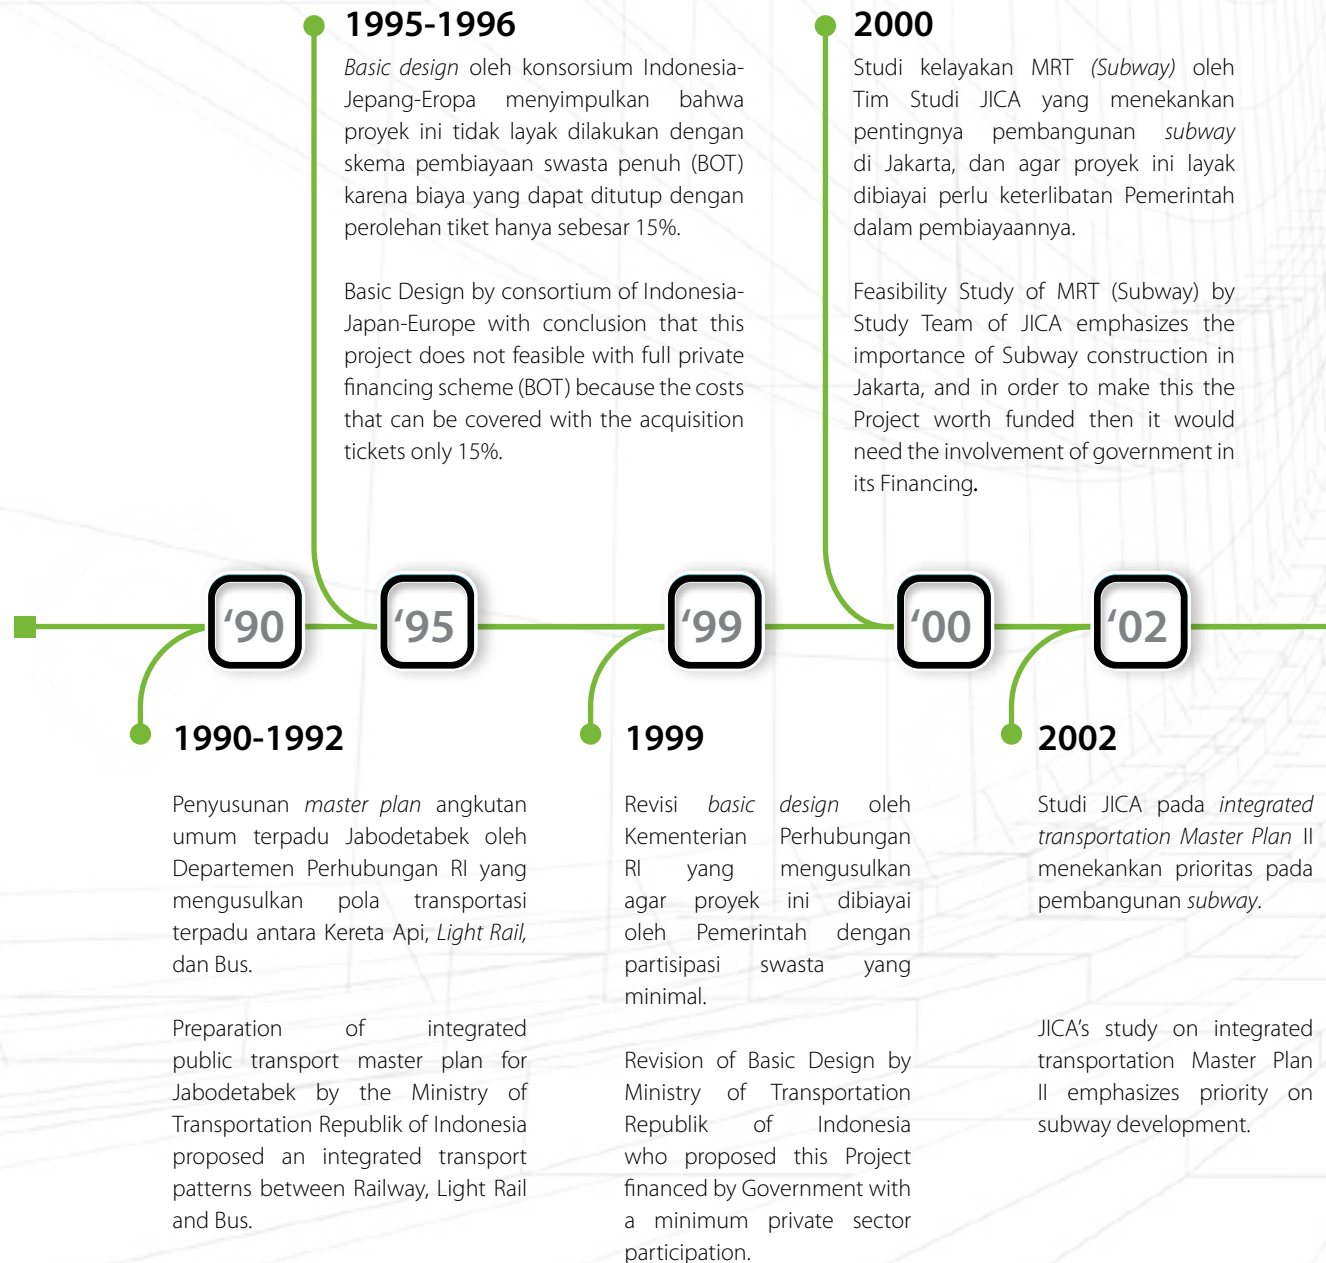 1995-1996
Basic design oleh konsorsium Indonesia-
Jepang-Eropa menyimpulkan bahwa
proyek ini tidak layak dilakukan dengan
skema pembiayaan swasta penuh (BOT)
karena biaya yang dapat ditutup dengan
perolehan tiket hanya sebesar 15%.
Basic Design by consortium of Indonesia-
Japan-Europe with conclusion that this
project does not feasible with full private
financing scheme (BOT) because the costs
that can be covered with the acquisition
tickets only 15%.
2000
Studi kelayakan MRT (Subway) oleh
Tim Studi JICA yang menekankan
pentingnya pembangunan subway
di Jakarta, dan agar proyek ini layak
dibiayai perlu keterlibatan Pemerintah
dalam pembiayaannya.
Feasibility Study of MRT (Subway) by
Study Team of JICA emphasizes the
importance of Subway construction in
Jakarta, and in order to make this the
Project worth funded then it would
need the involvement of government in
its Financing.
‘90
‘95
‘99
‘00
‘02
1990-1992
Penyusunan master plan angkutan
umum terpadu Jabodetabek oleh
Departemen Perhubungan RI yang
mengusulkan pola transportasi
terpadu antara Kereta Api, Light Rail,
dan Bus.
Preparation of integrated
public transport master plan for
Jabodetabek by the Ministry of
Transportation Republik of Indonesia
proposed an integrated transport
patterns between Railway, Light Rail
and Bus.
1999
Revisi basic design oleh
Kementerian Perhubungan
RI yang mengusulkan
agar proyek ini dibiayai
oleh Pemerintah dengan
partisipasi swasta yang
minimal.
Revision of Basic Design by
Ministry of Transportation
Republik of Indonesia
who proposed this Project
financed by Government with
a minimum private sector
participation.
2002
Studi JICA pada integrated
transportation Master Plan II
menekankan prioritas pada
pembangunan subway.
JICA’s study on integrated
transportation Master Plan
II emphasizes priority on
subway development.